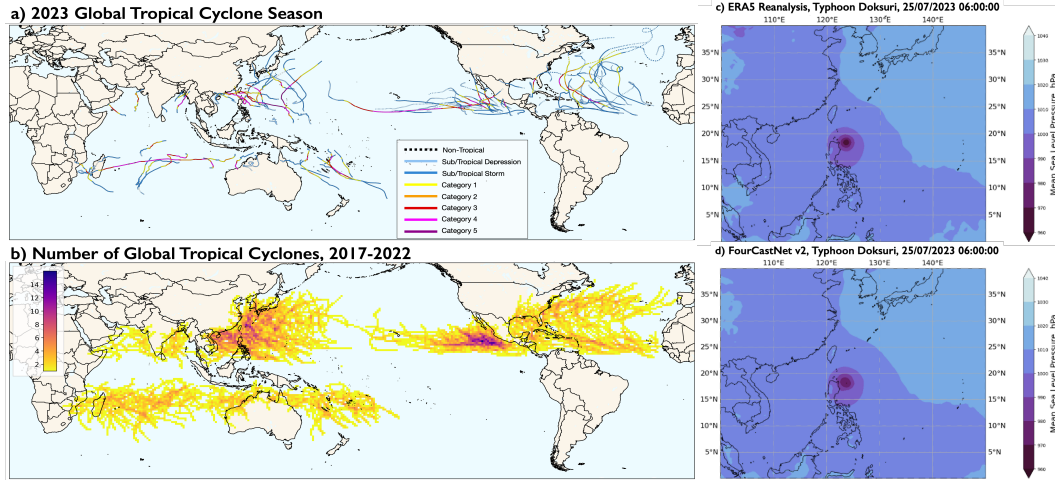 a) 2023 Global Tropical Cyclone Season
Non-Tropical
Sub/Tropical Depression
Sub/Tropical Storm
Category 1
Category 2
Category 3
Category 4
Category 5
b) Number of Global Tropical Cyclones, 2017-2022
14
12
10
8
6
4
2
c) ERA5 Reanalysis, Typhoon Doksuri, 25/07/2023 06:00:00
110°E 120°E 130°E 140°E
35°N
30°N
25°N
20°N
15°N
10°N
5°N
1040
1030
1020
1010
1000
990
980
970
960
Mean Sea Level Pressure, hPa
d) FourCastNet v2, Typhoon Doksuri, 25/07/2023 06:00:00
110°E 120°E 130°E 140°E
35°N
30°N
25°N
20°N
15°N
10°N
5°N
1040
1030
1020
1010
1000
990
980
970
960
Mean Sea Level Pressure hPa